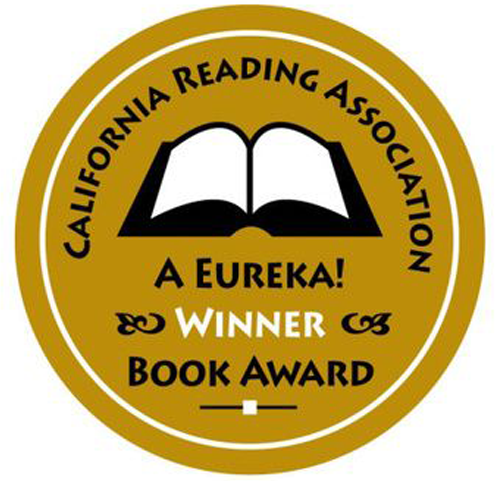 CALIFORNIA READING ASSOCIATION
A EUREKA!
WINNER
BOOK AWARD